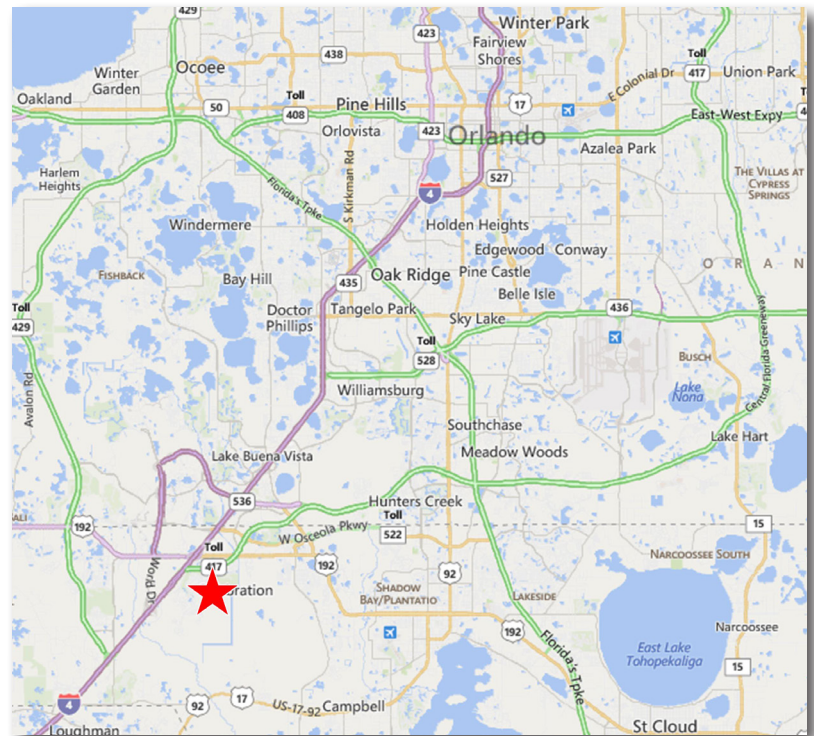 429
423
Winter Park
Fairview
Shores
438
Toll
417
Union Park
Winter
Garden
Ocoee
Oakland
50
Toll
408
Pine Hills
17
E Colonial Dr
Orlovista
423
Orlando
East-West Expy
Azalea Park
Harlem
Heights
Florida's Tpke
S Kirkman Rd
4
527
THE VILLAS AT
CYPRESS
SPRINGS
Windermere
Holden Heights
Edgewood
Conway
FISHBACK
Bay Hill
435
Oak Ridge
Pine Castle
O R A N
Belle Isle
Toll
429
Doctor
Phillips
Tangelo Park
Sky Lake
436
Toll
528
Central Florida Greeneway
BUSCH
Lake
Nona
Avalon Rd
Williamsburg
Southchase
Meadow Woods
Lake Hart
Lake Buena Vista
536
Hunters Creek
Toll
522
W Osceola Pkwy
192
15
Toll
417
World Dr
192
92
NARCOOSSEE SOUTH
SHADOW
BAY/PLANTATIO
LAKESIDE
192
Narcoossee
East Lake
Tohopekaliga
15
Florida's Tpke
4
92
17
US-17-92
Campbell
Loughman
St Cloud